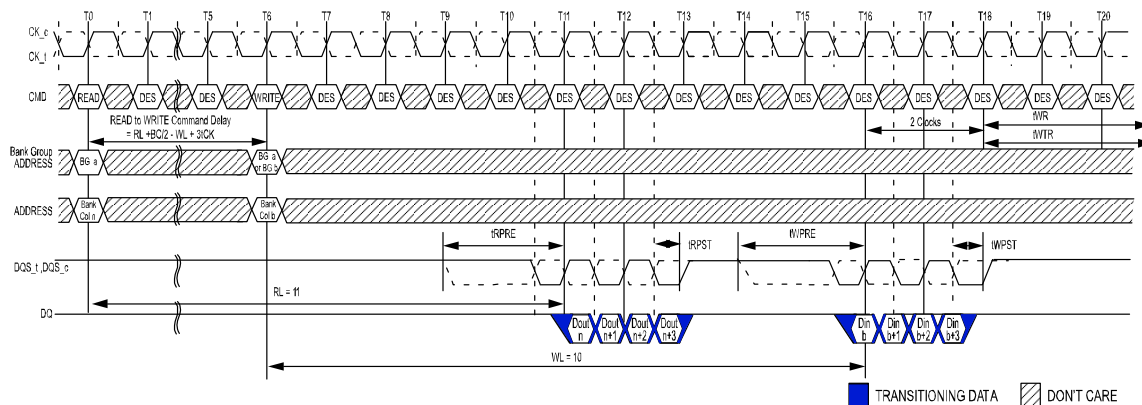 T0 T1 T5 T6 T7 T8 T9 T10 T11 T12 T13 T14 T15 T16 T17 T18 T19 T20
CK_c
CK_t
CMD READ DES DES WRITE DES DES DES DES DES DES DES DES DES DES DES DES DES DES
READ to WRITE Command Delay
= RL +BC/2 - WL + 3tCK
2 Clocks
tWR
tWTR
Bank Group
ADDRESS
BG a
BG a
or BG b
ADDRESS
Bank
Col n
Bank
Col b
tRPRE
tRPST
tWPRE
tWPST
DQS_t ,DQS_c
RL = 11
DQ
Dout
n
Dout
n+1
Dout
n+2
Dout
n+3
Din
b
Din
b+1
Din
b+2
Din
b+3
WL = 10
TRANSITIONING DATA
DON'T CARE